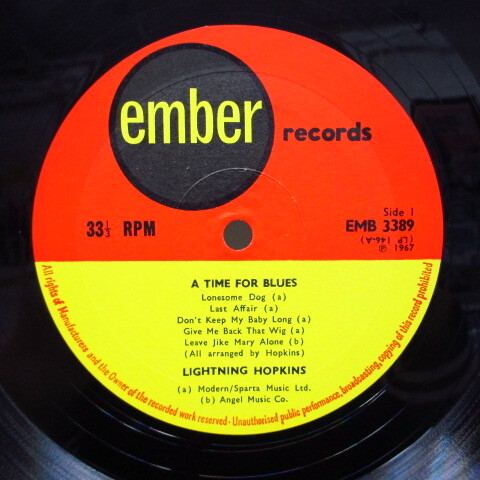 ember records
33⅓ RPM
Side 1
EMB 3389
(LP 146-A)
℗ 1967
A TIME FOR BLUES
Lonesome Dog (a)
Last Affair (a)
Don't Keep My Baby Long (a)
Give Me Back That Wig (a)
Leave Jike Mary Alone (b)
(All arranged by Hopkins)
LIGHTNING HOPKINS
(a) Modern/Sparta Music Ltd.
(b) Angel Music Co.
All rights of Manufacturers and the Owner of the recorded work reserved · Unauthorised public performance, broadcasting, copying of this record prohibited